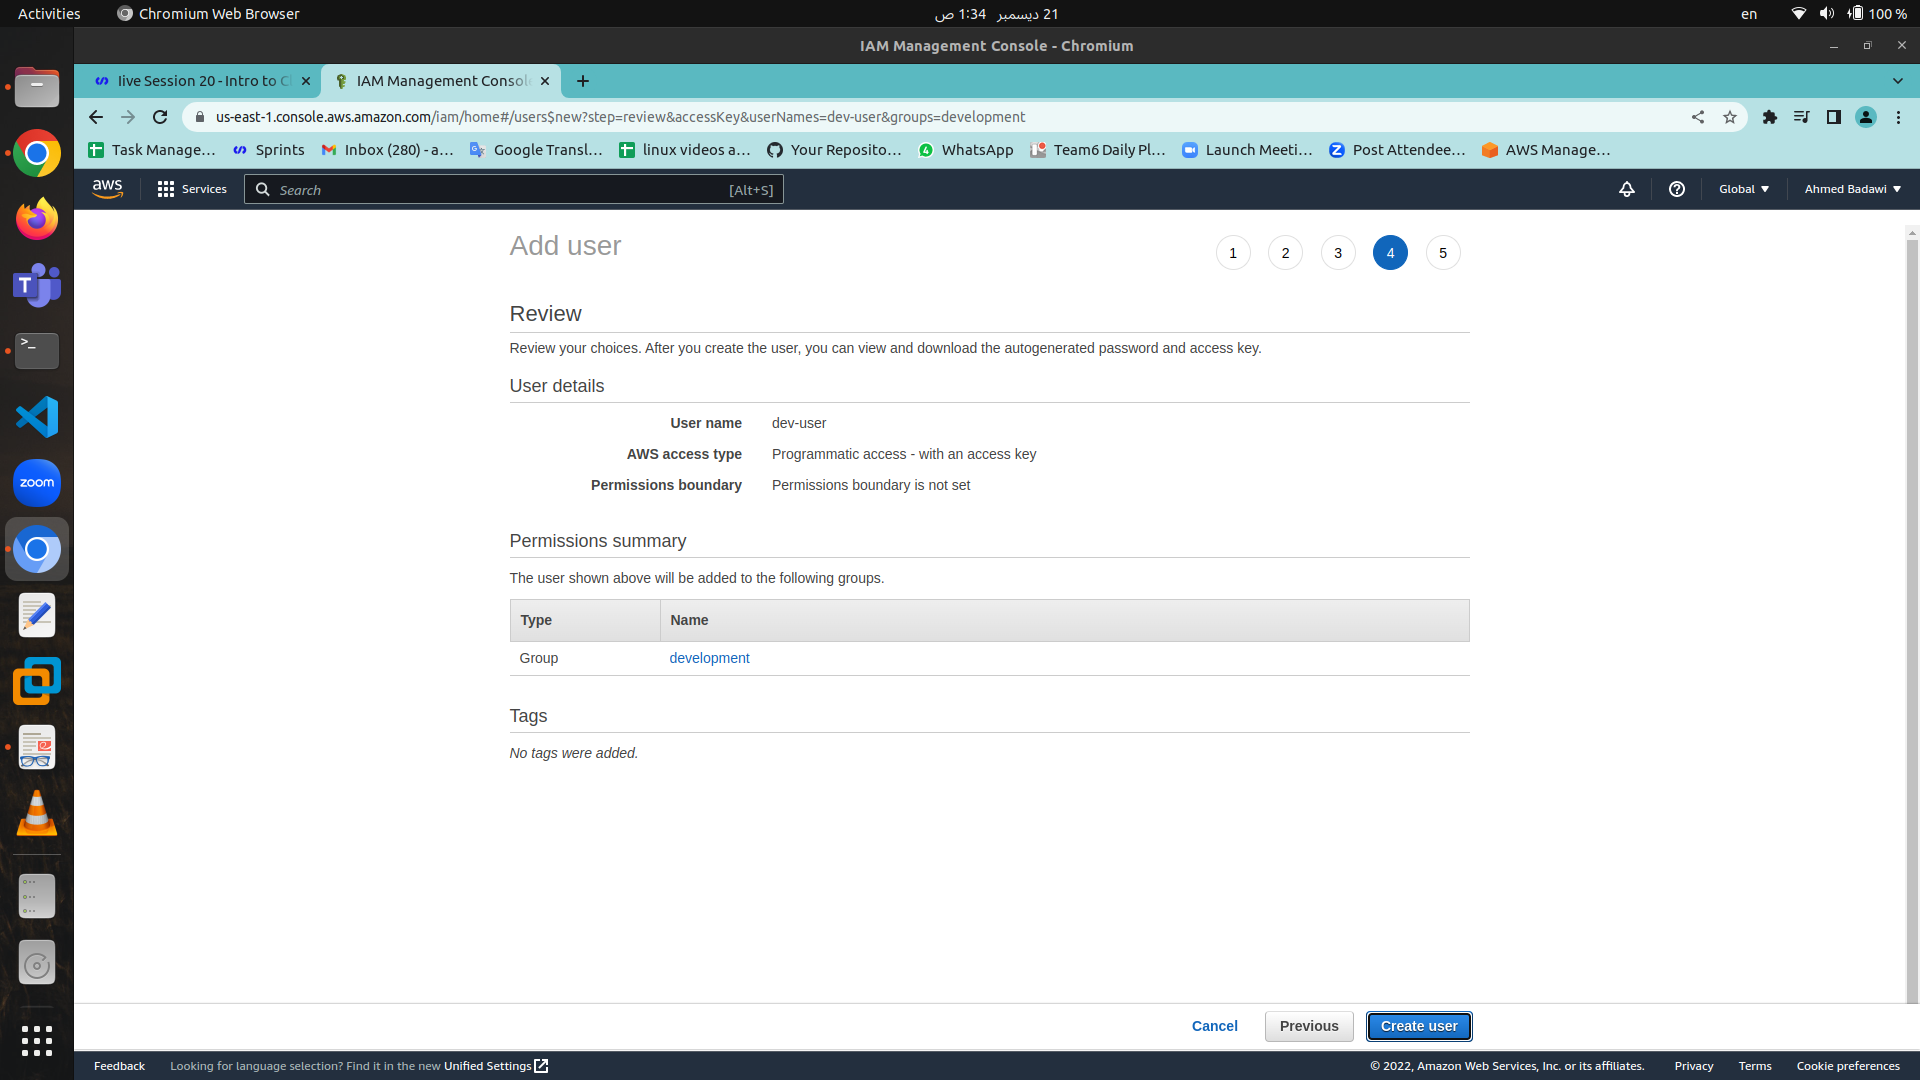 Activities
Chromium Web Browser
21 ديسمبر 1:34 ص
en
100 %
IAM Management Console - Chromium
live Session 20 - Intro to Cl
IAM Management Console
us-east-1.console.aws.amazon.com/iam/home#/users$new?step=review&accessKey&userNames=dev-user&groups=development
Task Manage...
Sprints
Inbox (280) - a...
Google Transl...
linux videos a...
Your Reposito...
4
WhatsApp
Team6 Daily Pl...
Launch Meeti...
Z
Post Attendee...
AWS Manage...
aws
Services
Search
[Alt+S]
Global
Ahmed Badawi
Add user
1
2
3
4
5
Review
Review your choices. After you create the user, you can view and download the autogenerated password and access key.
User details
User name dev-user
AWS access type Programmatic access - with an access key
Permissions boundary Permissions boundary is not set
Permissions summary
The user shown above will be added to the following groups.
Type Name
Group development
Tags
No tags were added.
Cancel
Previous
Create user
Feedback
Looking for language selection? Find it in the new Unified Settings
© 2022, Amazon Web Services, Inc. or its affiliates.
Privacy
Terms
Cookie preferences
T
>_
zoom